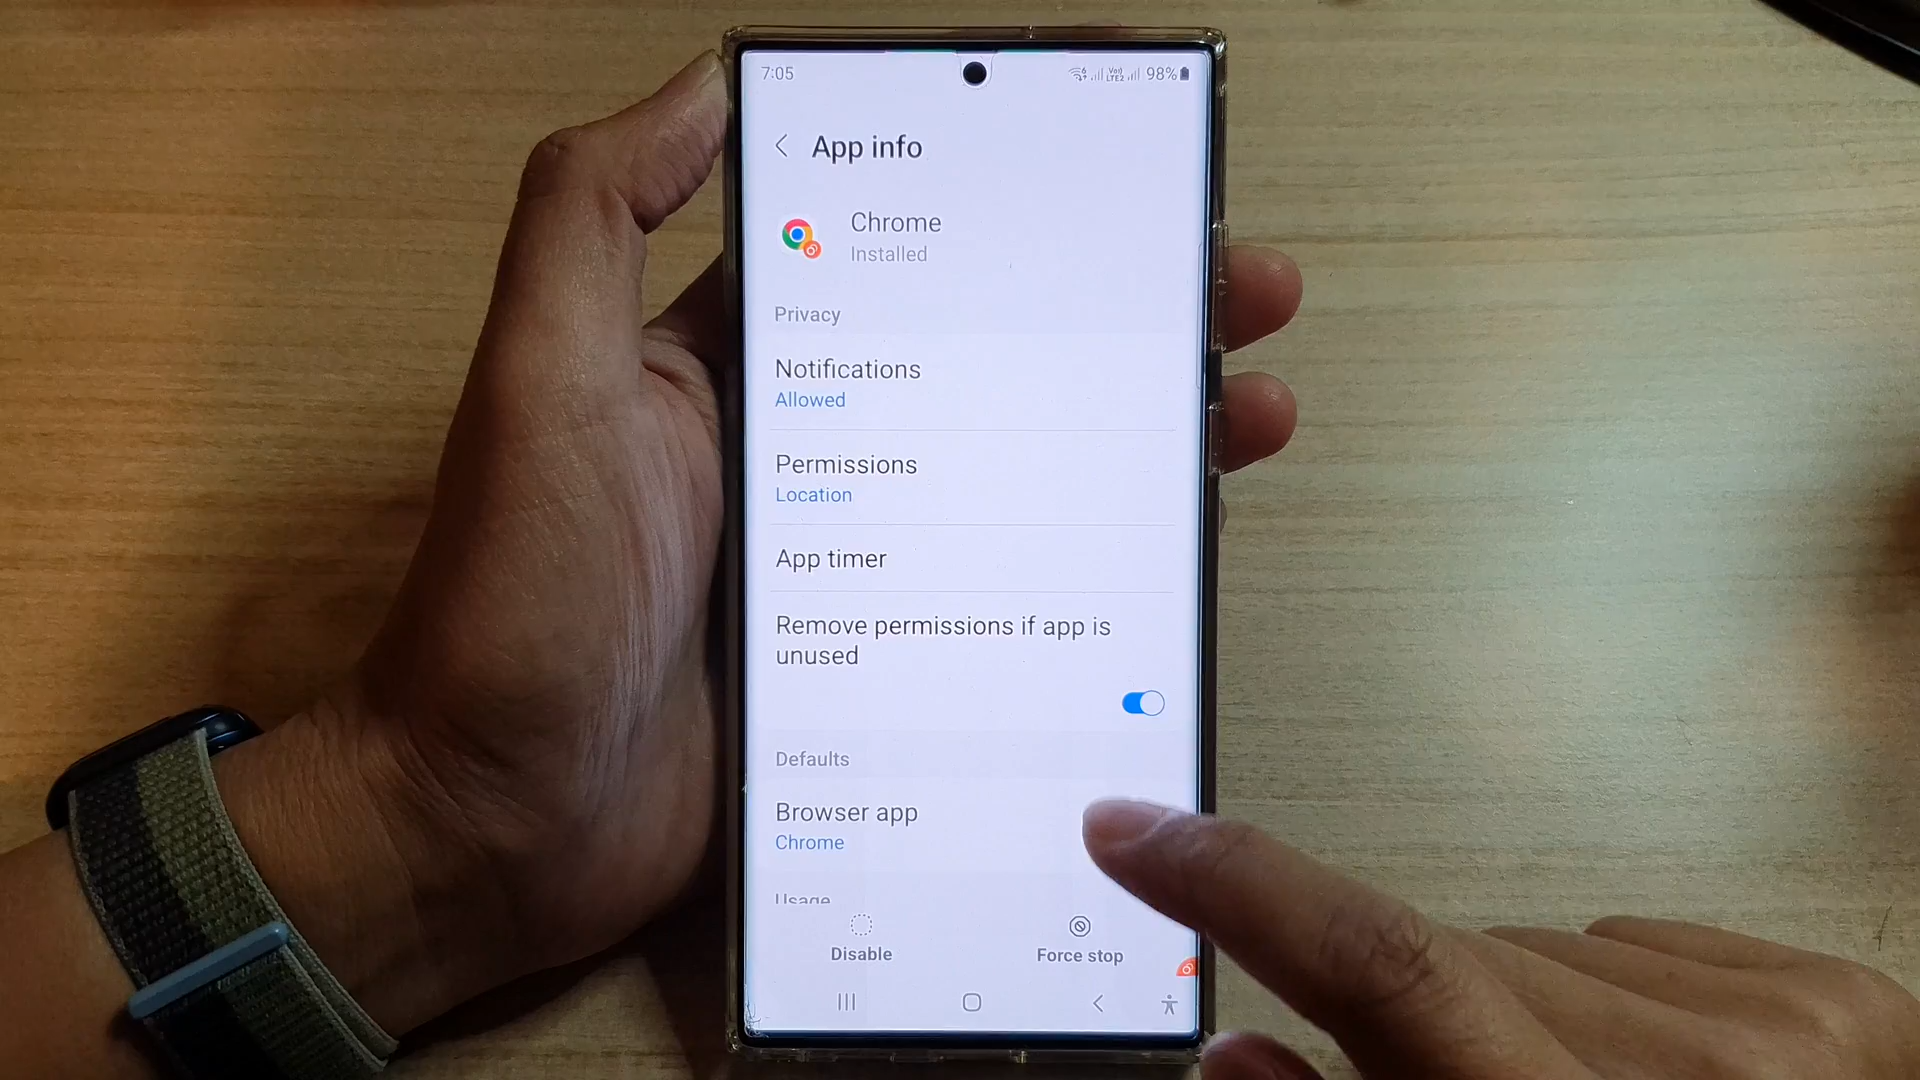 7:05
98%
App info
Chrome
Installed
Privacy
Notifications
Allowed
Permissions
Location
App timer
Remove permissions if app is
unused
Defaults
Browser app
Chrome
Usage
Disable
Force stop